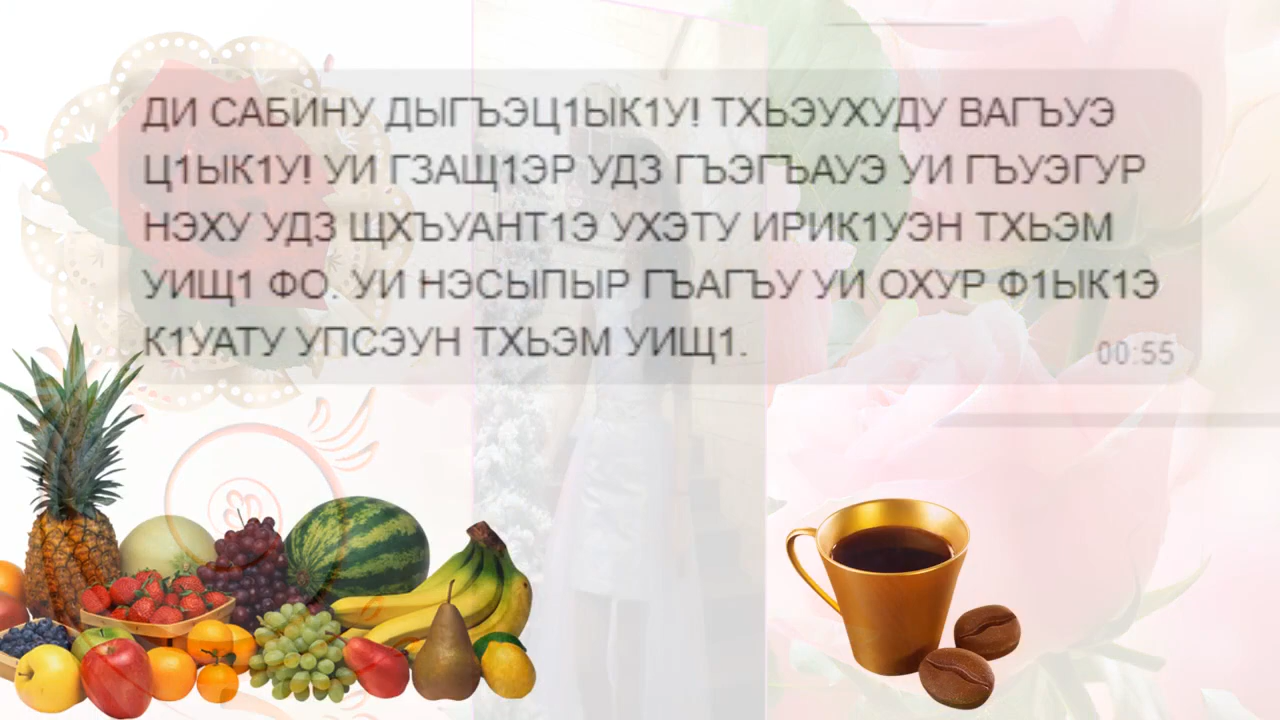 ДИ САБИНУ ДЫГЪЭЦ1ЫК1У! ТХЬЭУХУДУ ВАГЪУЭ
Ц1ЫК1У! УИ ГЗАЩ1ЭР УДЗ ГЪЭГЪАУЭ УИ ГЪУЭГУР
НЭХУ УДЗ ЩХЪУАНТ1Э УХЭТУ ИРИК1УЭН ТХЬЭМ
УИЩ1 ФО. УИ НЭСЫПЫР ГЪАГЪУ УИ ОХУР Ф1ЫК1Э
К1УАТУ УПСЭУН ТХЬЭМ УИЩ1.
00:55